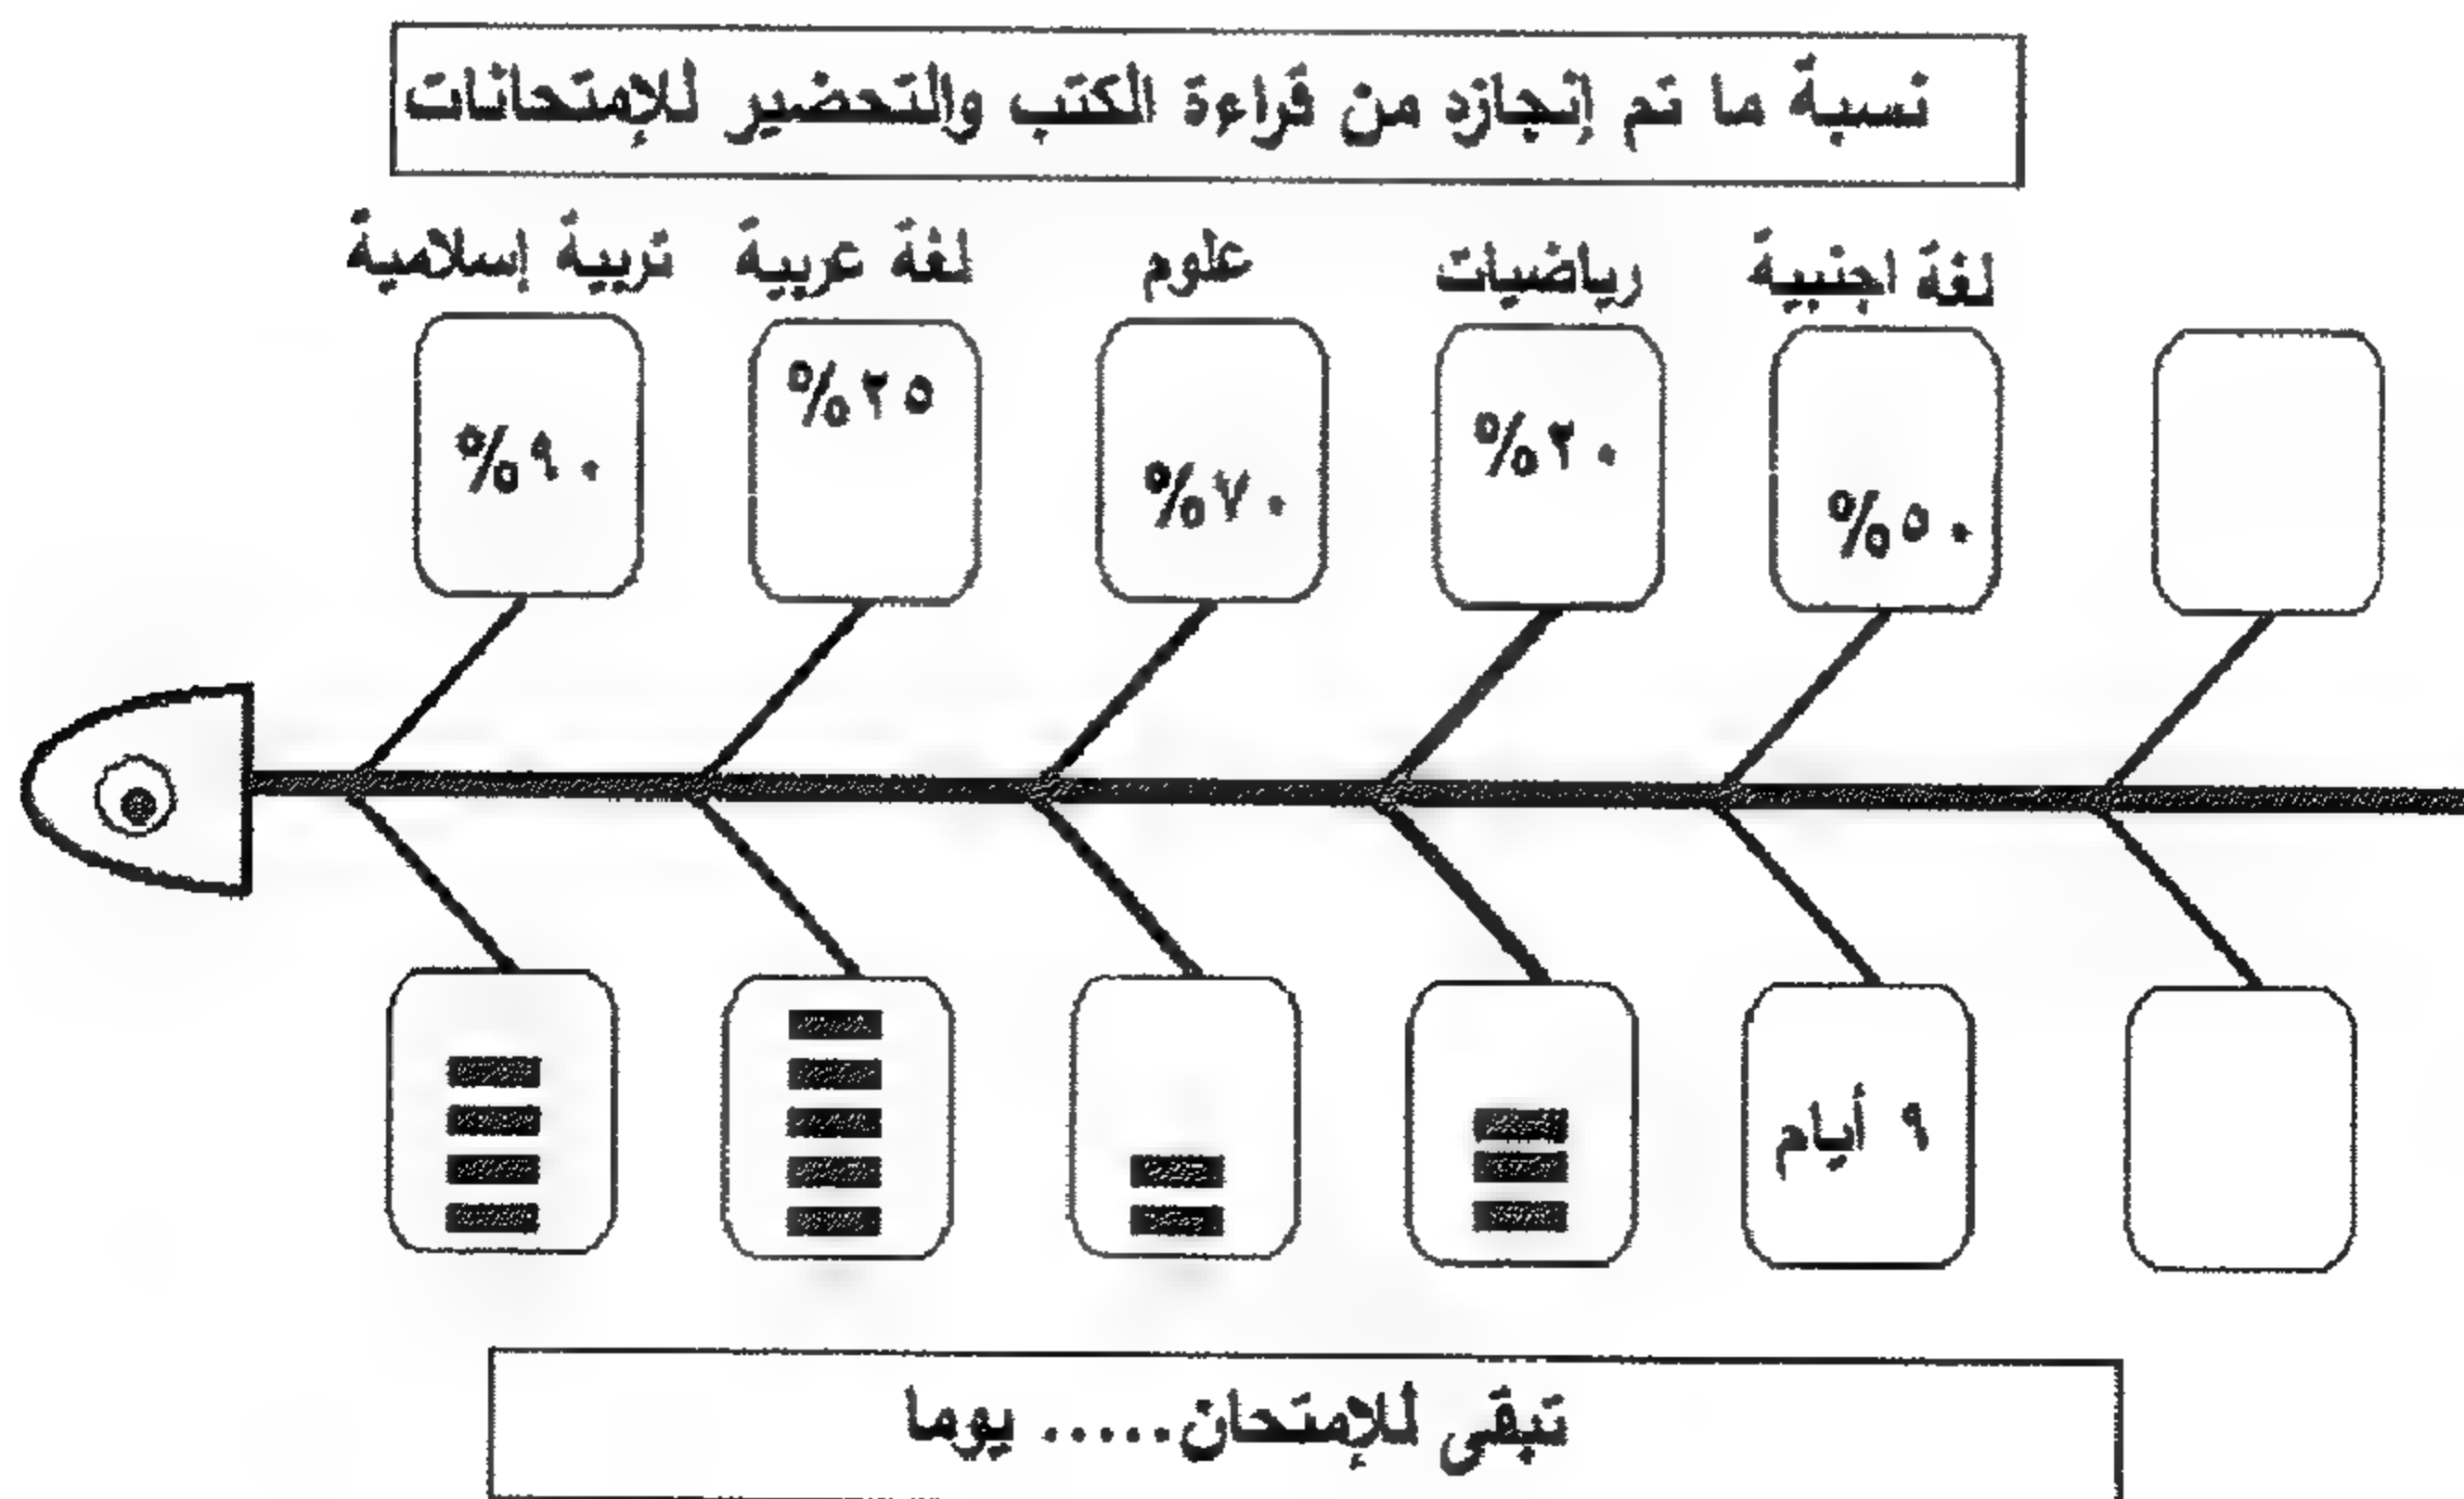 نسبة ما تم إنجازه من قراءة الكتب والتحضير للإمتحانات
تربية إسلامية
لغة عربية
علوم
رياضيات
لغة اجنبية
%٩٠
%٢٥
%٧٠
%٢٠
%٥٠
٩ أيام
تبقى للإمتحان..... يوما